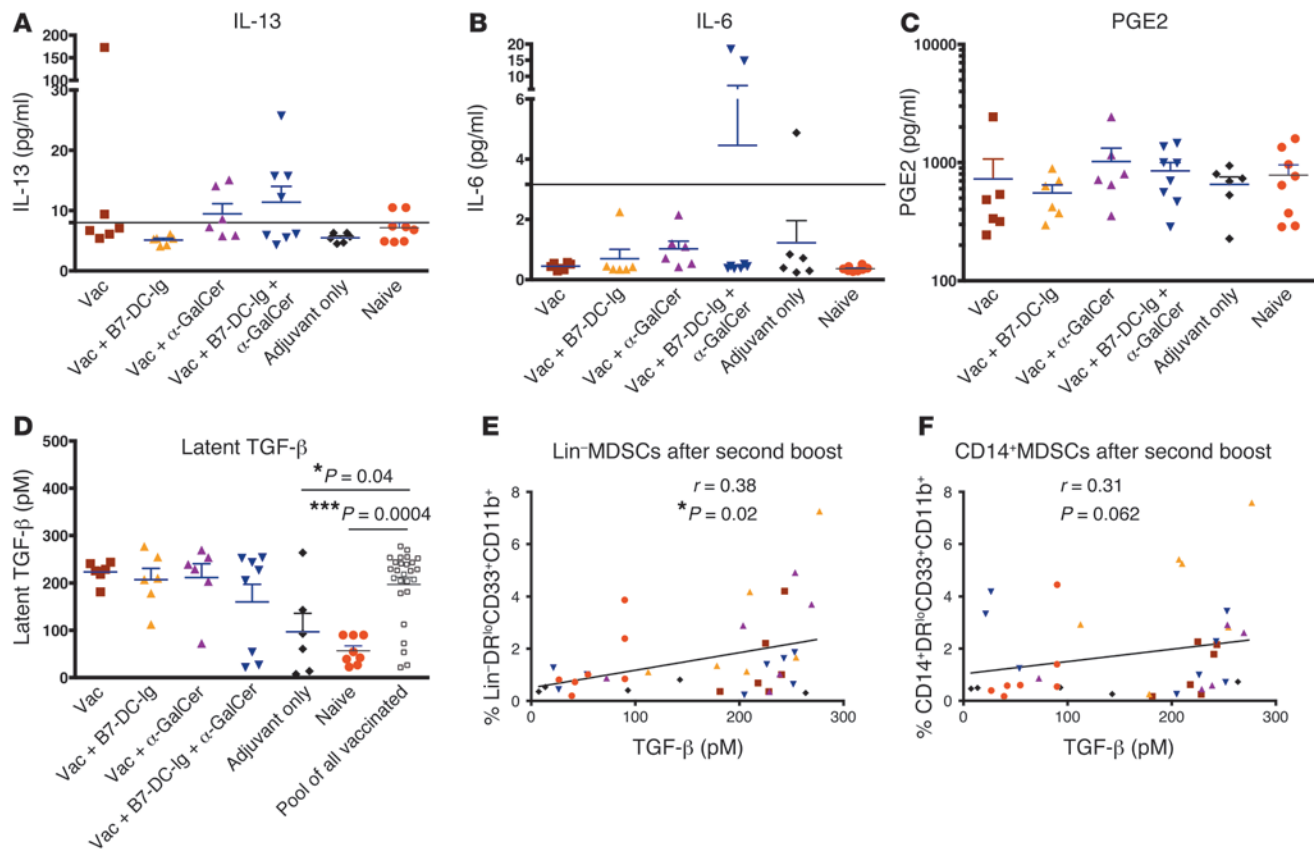 A
IL-13
IL-13 (pg/ml)
200
150
100
50
30
20
10
0
Vac
Vac + B7-DC-Ig
Vac + α-GalCer
Vac + B7-DC-Ig +
α-GalCer
Adjuvant only
Naive
B
IL-6
IL-6 (pg/ml)
20
15
10
6
4
2
0
Vac
Vac + B7-DC-Ig
Vac + α-GalCer
Vac + B7-DC-Ig +
α-GalCer
Adjuvant only
Naive
C
PGE2
PGE2 (pg/ml)
10000
1000
100
Vac
Vac + B7-DC-Ig
Vac + α-GalCer
Vac + B7-DC-Ig +
α-GalCer
Adjuvant only
Naive
D
Latent TGF-β
Latent TGF-β (pM)
500
400
300
200
100
0
*P = 0.04
***P = 0.0004
Vac
Vac + B7-DC-Ig
Vac + α-GalCer
Vac + B7-DC-Ig + α-GalCer
Adjuvant only
Naive
Pool of all vaccinated
E
Lin⁻MDSCs after second boost
r = 0.38
*P = 0.02
% Lin⁻DRˡᵒCD33⁺CD11b⁺
8
6
4
2
0
0
100
200
300
TGF-β (pM)
F
CD14⁺MDSCs after second boost
r = 0.31
P = 0.062
% CD14⁺DRˡᵒCD33⁺CD11b⁺
8
6
4
2
0
0
100
200
300
TGF-β (pM)